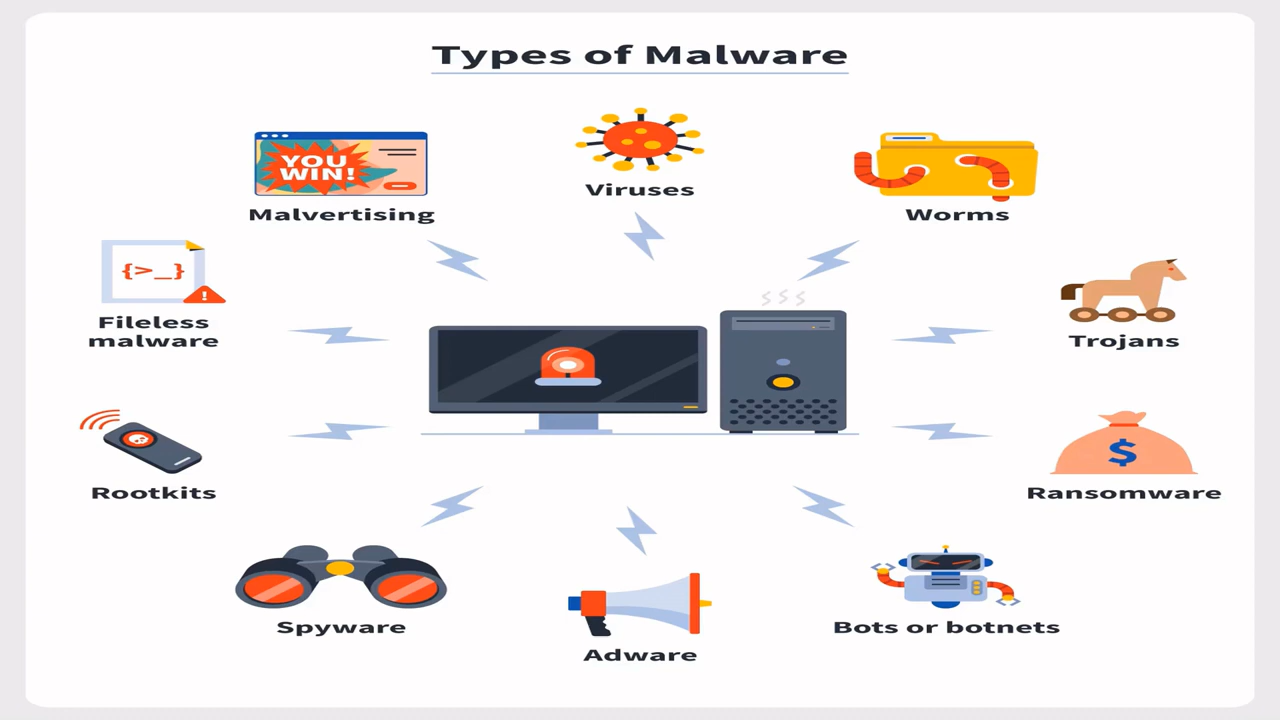 Types of Malware
YOU
WIN!
Malvertising
Viruses
Worms
{>_}
!
Fileless
malware
Trojans
Rootkits
$
Ransomware
Spyware
Adware
Bots or botnets